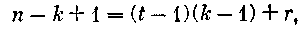 n − k + 1 = (t − 1)(k − 1) + r,